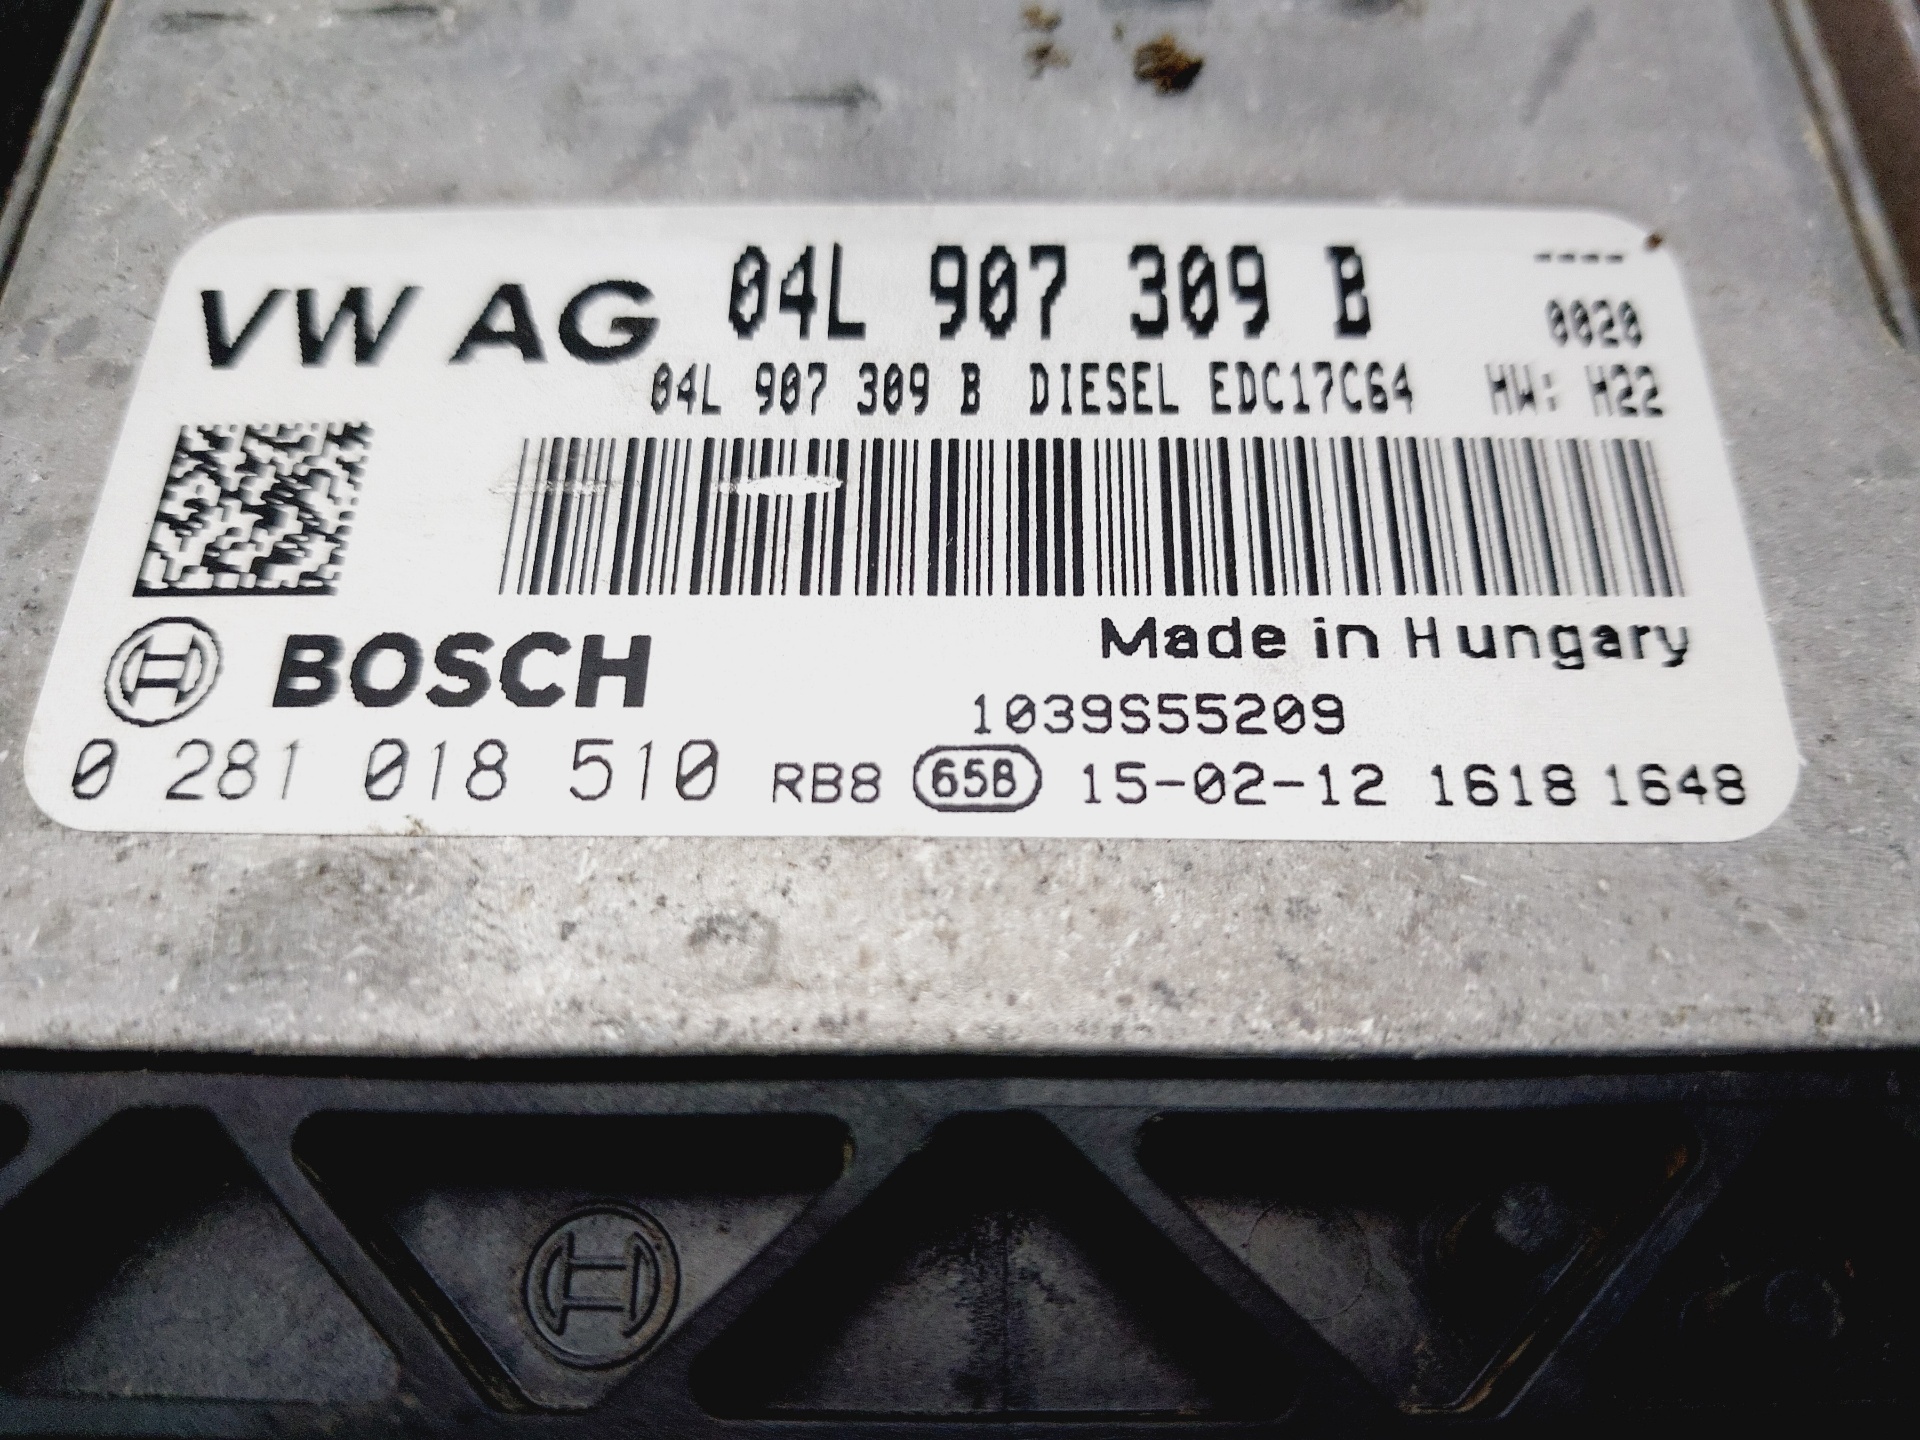 VW AG 04L 907 309 B ----
0020
04L 907 309 B DIESEL EDC17C64 HW: H22
BOSCH
Made in Hungary
1039S55209
0 281 018 510 RB8 65B 15-02-12 1618 1648